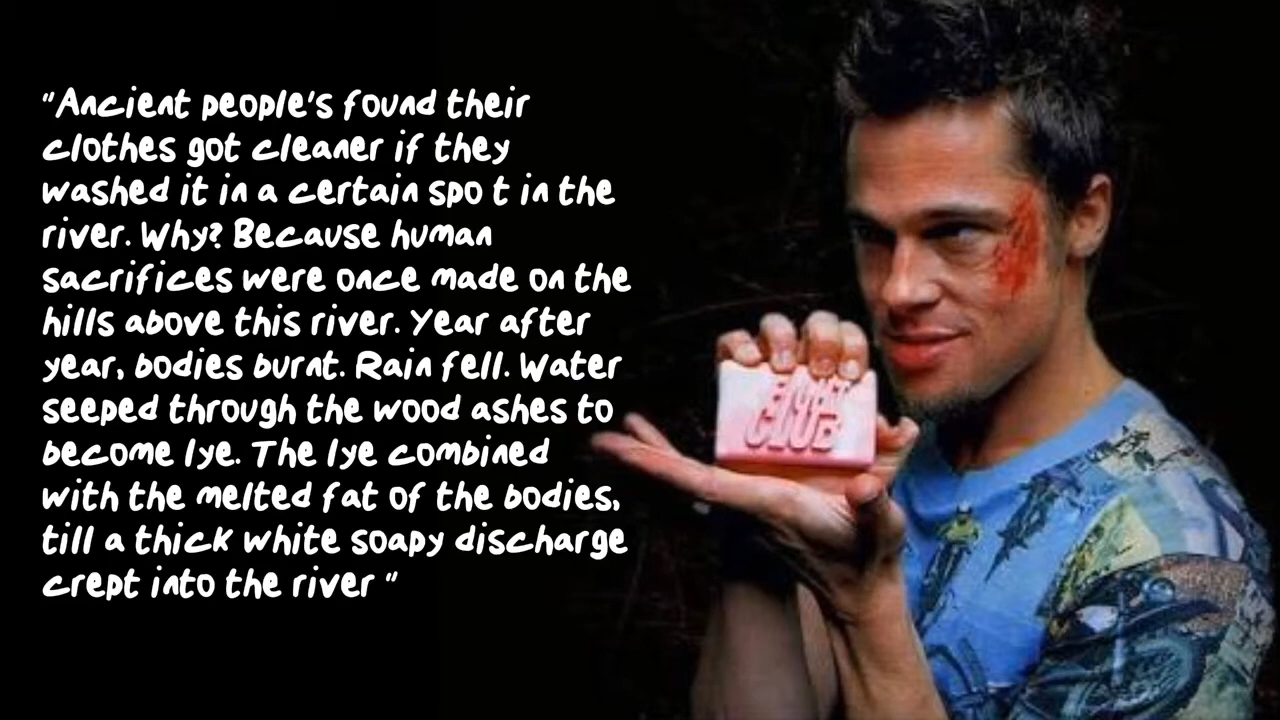 "Ancient people's found their
clothes got cleaner if they
washed it in a certain spo t in the
river. Why? Because human
sacrifices were once made on the
hills above this river. Year after
year, bodies burnt. Rain fell. Water
seeped through the wood ashes to
become lye. The lye combined
with the melted fat of the bodies,
till a thick white soapy discharge
crept into the river "
FIGHT
CLUB